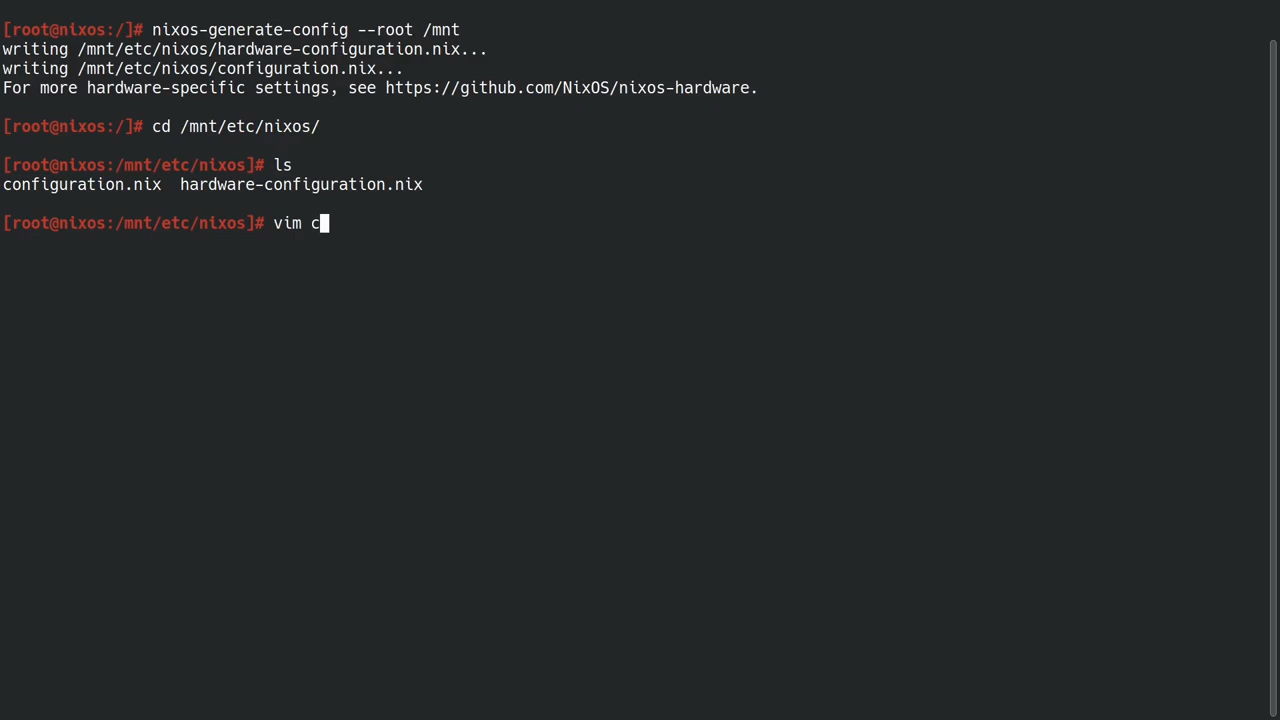 [root@nixos:/]# nixos-generate-config --root /mnt
writing /mnt/etc/nixos/hardware-configuration.nix...
writing /mnt/etc/nixos/configuration.nix...
For more hardware-specific settings, see https://github.com/NixOS/nixos-hardware.
[root@nixos:/]# cd /mnt/etc/nixos/
[root@nixos:/mnt/etc/nixos]# ls
configuration.nix  hardware-configuration.nix
[root@nixos:/mnt/etc/nixos]# vim c